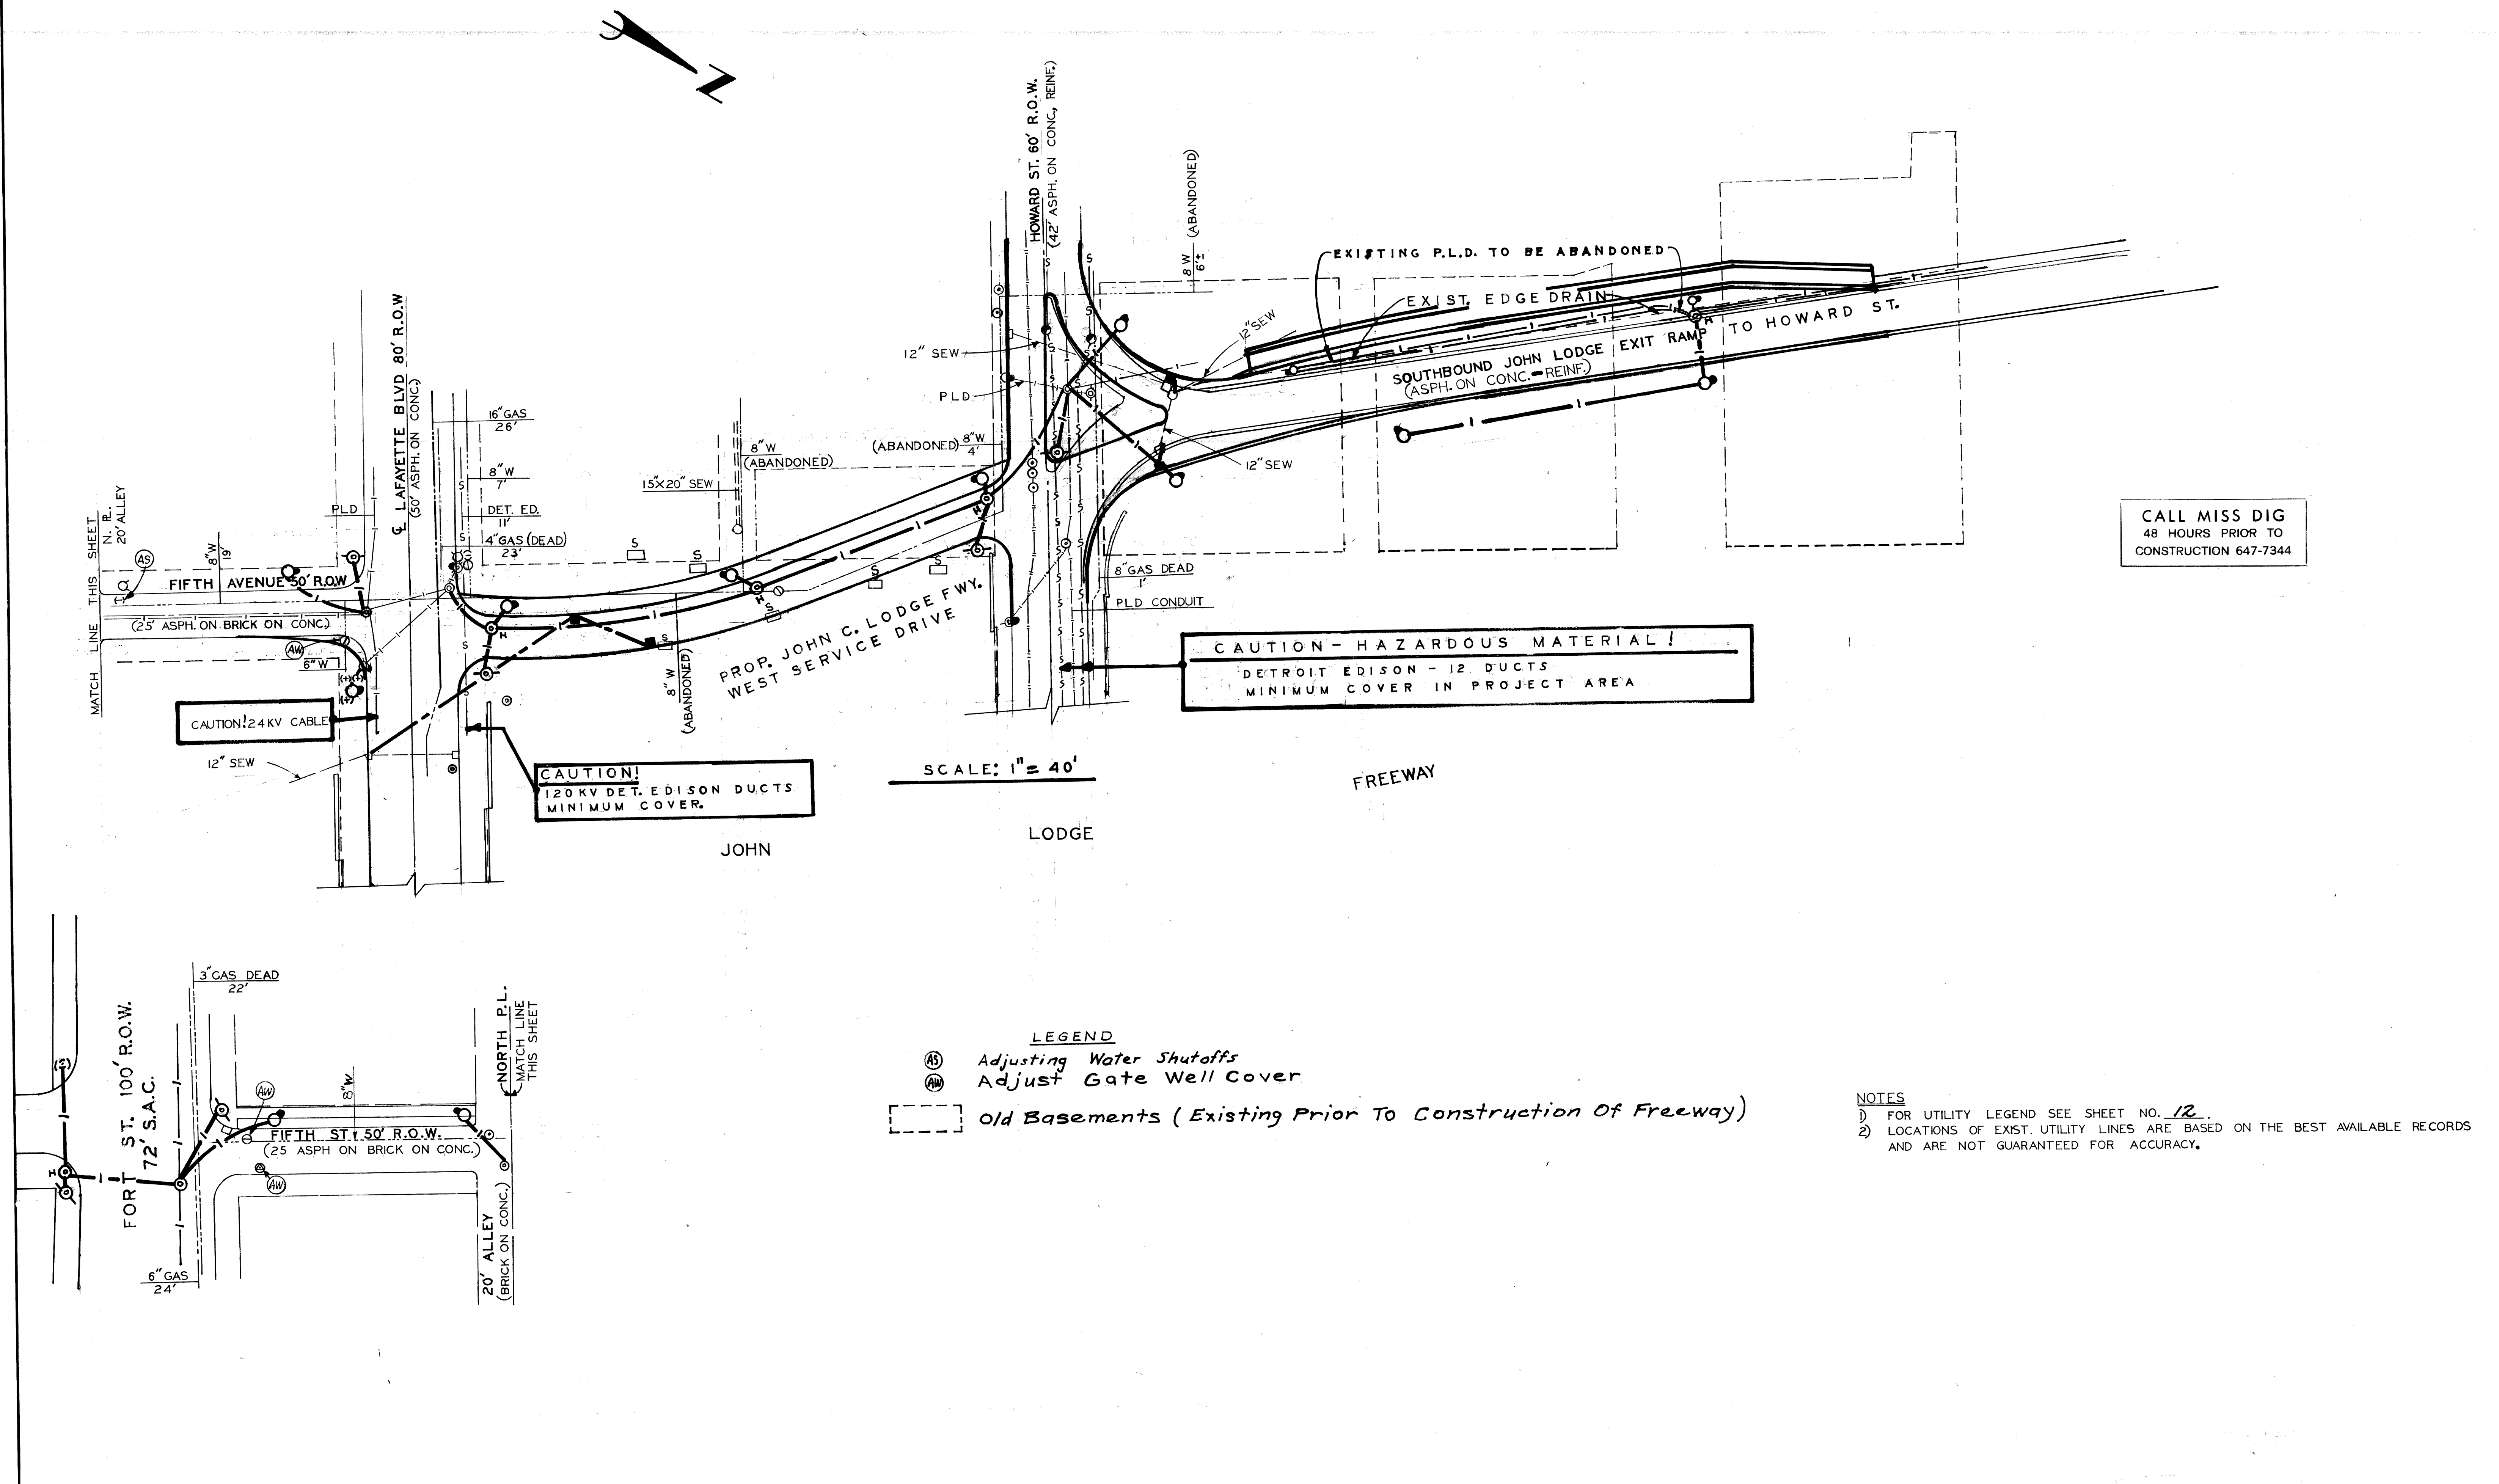 HOWARD ST. 60' R.O.W.
(42' ASPH. ON CONC, REINF.)
8" W (ABANDONED)
6'±
EXISTING P.L.D. TO BE ABANDONED
EXIST. EDGE DRAIN
SOUTHBOUND JOHN LODGE EXIT RAMP TO HOWARD ST.
(ASPH. ON CONC.-REINF.)
12" SEW
12" SEW
PLD
12" SEW
℄ LAFAYETTE BLVD 80' R.O.W
(50' ASPH. ON CONC.)
16" GAS
26'
8" W
7'
DET. ED.
11'
4" GAS (DEAD)
23'
8" W
(ABANDONED)
15"X20" SEW
(ABANDONED) 8" W
4'
PLD
MATCH LINE THIS SHEET
N. P.L.
20' ALLEY
AS
8" W
19'
FIFTH AVENUE 50' R.O.W
(25' ASPH. ON BRICK ON CONC.)
AW
6" W
H
S
S
S
S
S
S
H
H
H
8" W
(ABANDONED)
PROP. JOHN C. LODGE FWY.
WEST SERVICE DRIVE
8" GAS DEAD
1'
PLD CONDUIT
CALL MISS DIG
48 HOURS PRIOR TO
CONSTRUCTION 647-7344
CAUTION - HAZARDOUS MATERIAL!
DETROIT EDISON - 12 DUCTS
MINIMUM COVER IN PROJECT AREA
CAUTION! 24 KV CABLE
12" SEW
CAUTION!
120 KV DET. EDISON DUCTS
MINIMUM COVER.
SCALE: 1" = 40'
JOHN
LODGE
FREEWAY
3" GAS DEAD
22'
FORT ST. 100' R.O.W.
72' S.A.C.
NORTH P.L.
MATCH LINE
THIS SHEET
AW
8" W
FIFTH ST 50' R.O.W.
(25 ASPH ON BRICK ON CONC.)
AW
H
20' ALLEY
(BRICK ON CONC.)
6" GAS
24'
LEGEND
AS Adjusting Water Shutoffs
AW Adjust Gate Well Cover
Old Basements (Existing Prior To Construction Of Freeway)
NOTES
1) FOR UTILITY LEGEND SEE SHEET NO. 12.
2) LOCATIONS OF EXIST. UTILITY LINES ARE BASED ON THE BEST AVAILABLE RECORDS
AND ARE NOT GUARANTEED FOR ACCURACY.